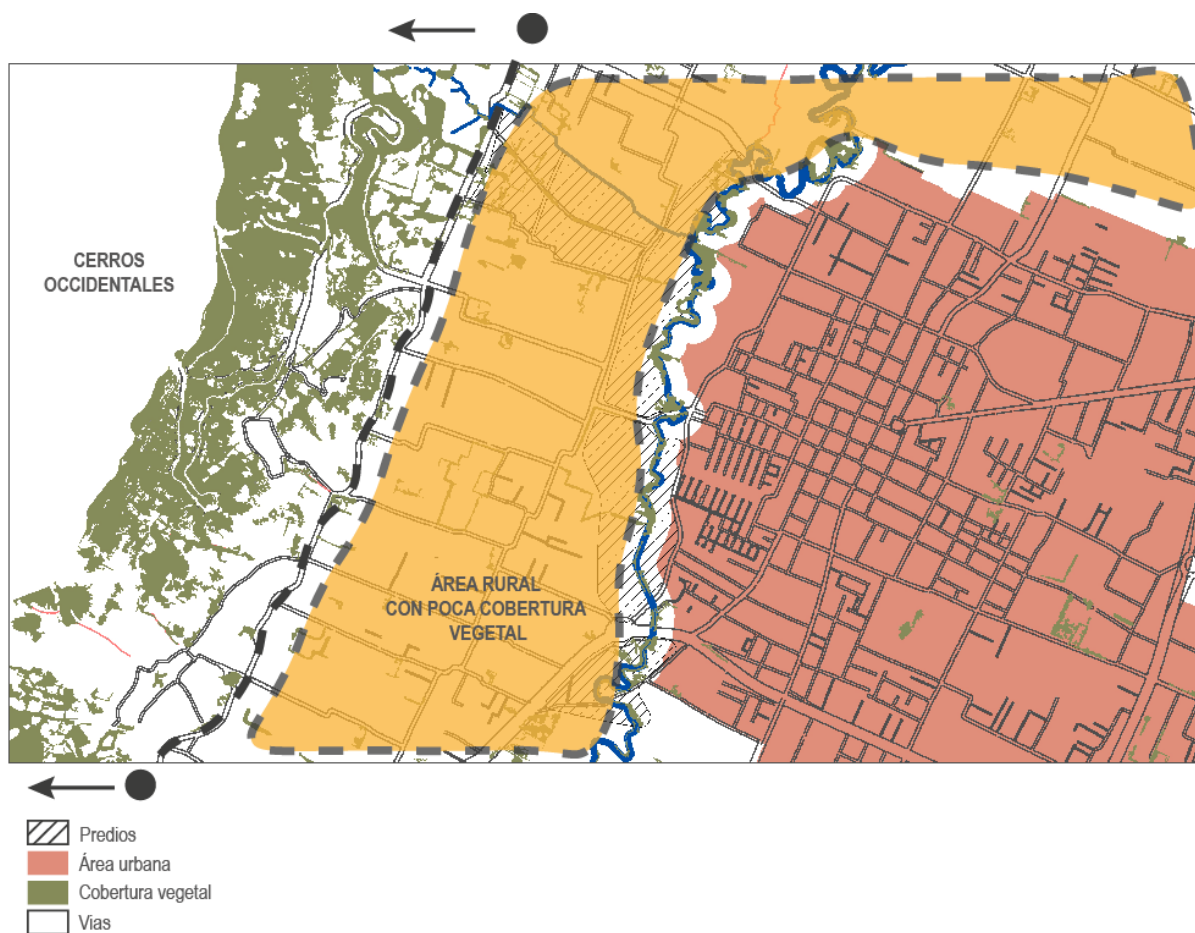 CERROS
OCCIDENTALES
ÁREA RURAL
CON POCA COBERTURA
VEGETAL
Predios
Área urbana
Cobertura vegetal
Vias